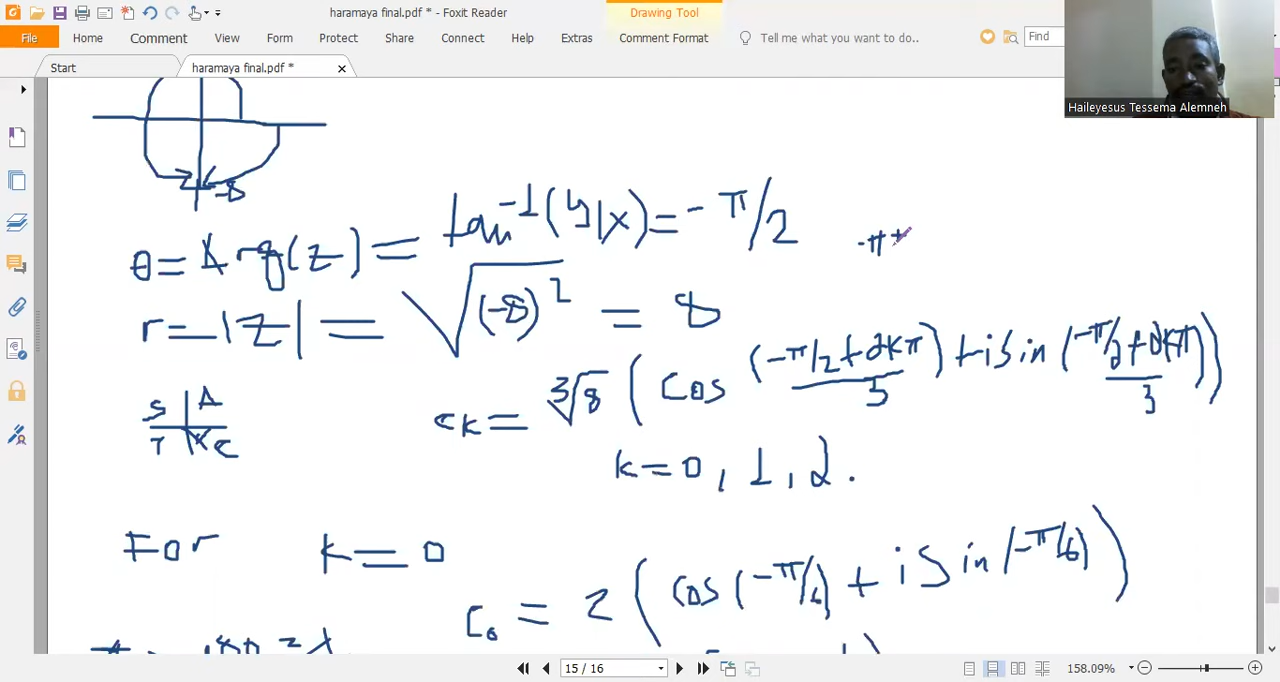 haramaya final.pdf * - Foxit Reader
Drawing Tool
File Home Comment View Form Protect Share Connect Help Extras Comment Format Tell me what you want to do.. Find
Start haramaya final.pdf *
Haileyesus Tessema Alemneh
-8
θ = Arg(z) = tan⁻¹(y/x) = -π/2
-π +
r = |z| = √(-8)² = 8
S A
T C
cₖ = ³√8 (cos (-π/2+2kπ)/3 + i sin (-π/2+2kπ)/3)
k = 0, 1, 2.
For k = 0
C₀ = 2 (cos (-π/6) + i sin (-π/6))
15 / 16
158.09%